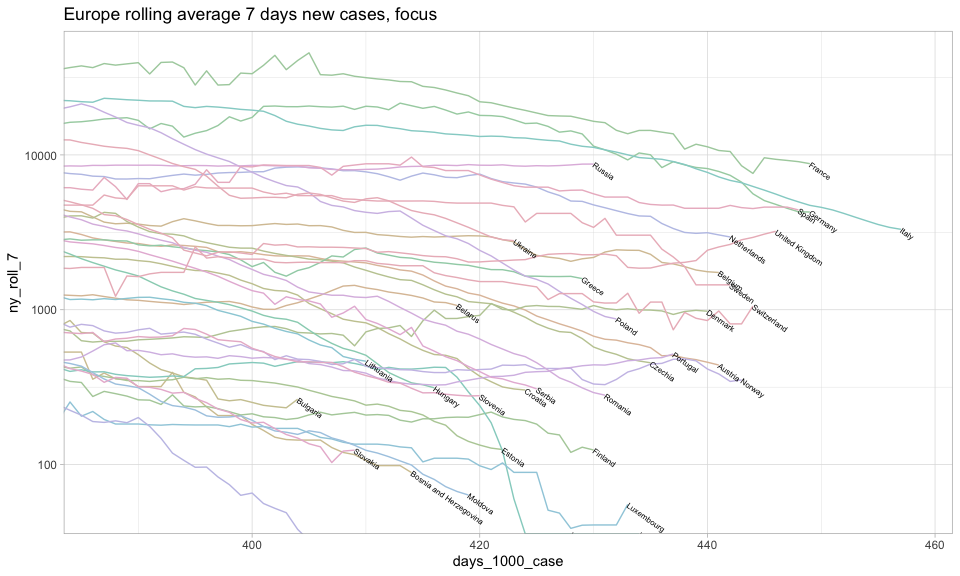 Europe rolling average 7 days new cases, focus
ny_roll_7
10000
1000
100
France
Russia
Spain
Germany
Italy
United Kingdom
Netherlands
Ukraine
Belgium
Sweden
Switzerland
Greece
Denmark
Belarus
Poland
Portugal
Czechia
Austria
Norway
Lithuania
Hungary
Slovenia
Serbia
Croatia
Romania
Bulgaria
Finland
Estonia
Slovakia
Bosnia and Herzegovina
Moldova
Luxembourg
400
420
440
460
days_1000_case